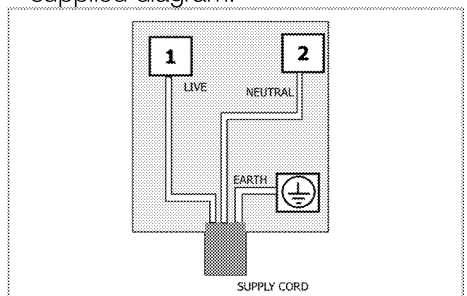 supplied diagram.
1
2
LIVE
NEUTRAL
EARTH
SUPPLY CORD